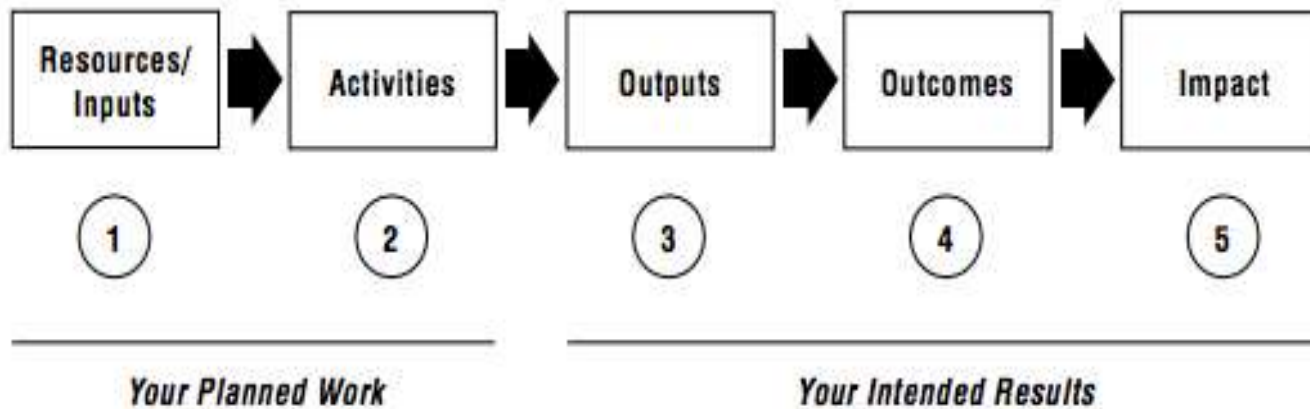 Resources/
Inputs
Activities
Outputs
Outcomes
Impact
1
2
3
4
5
Your Planned Work
Your Intended Results